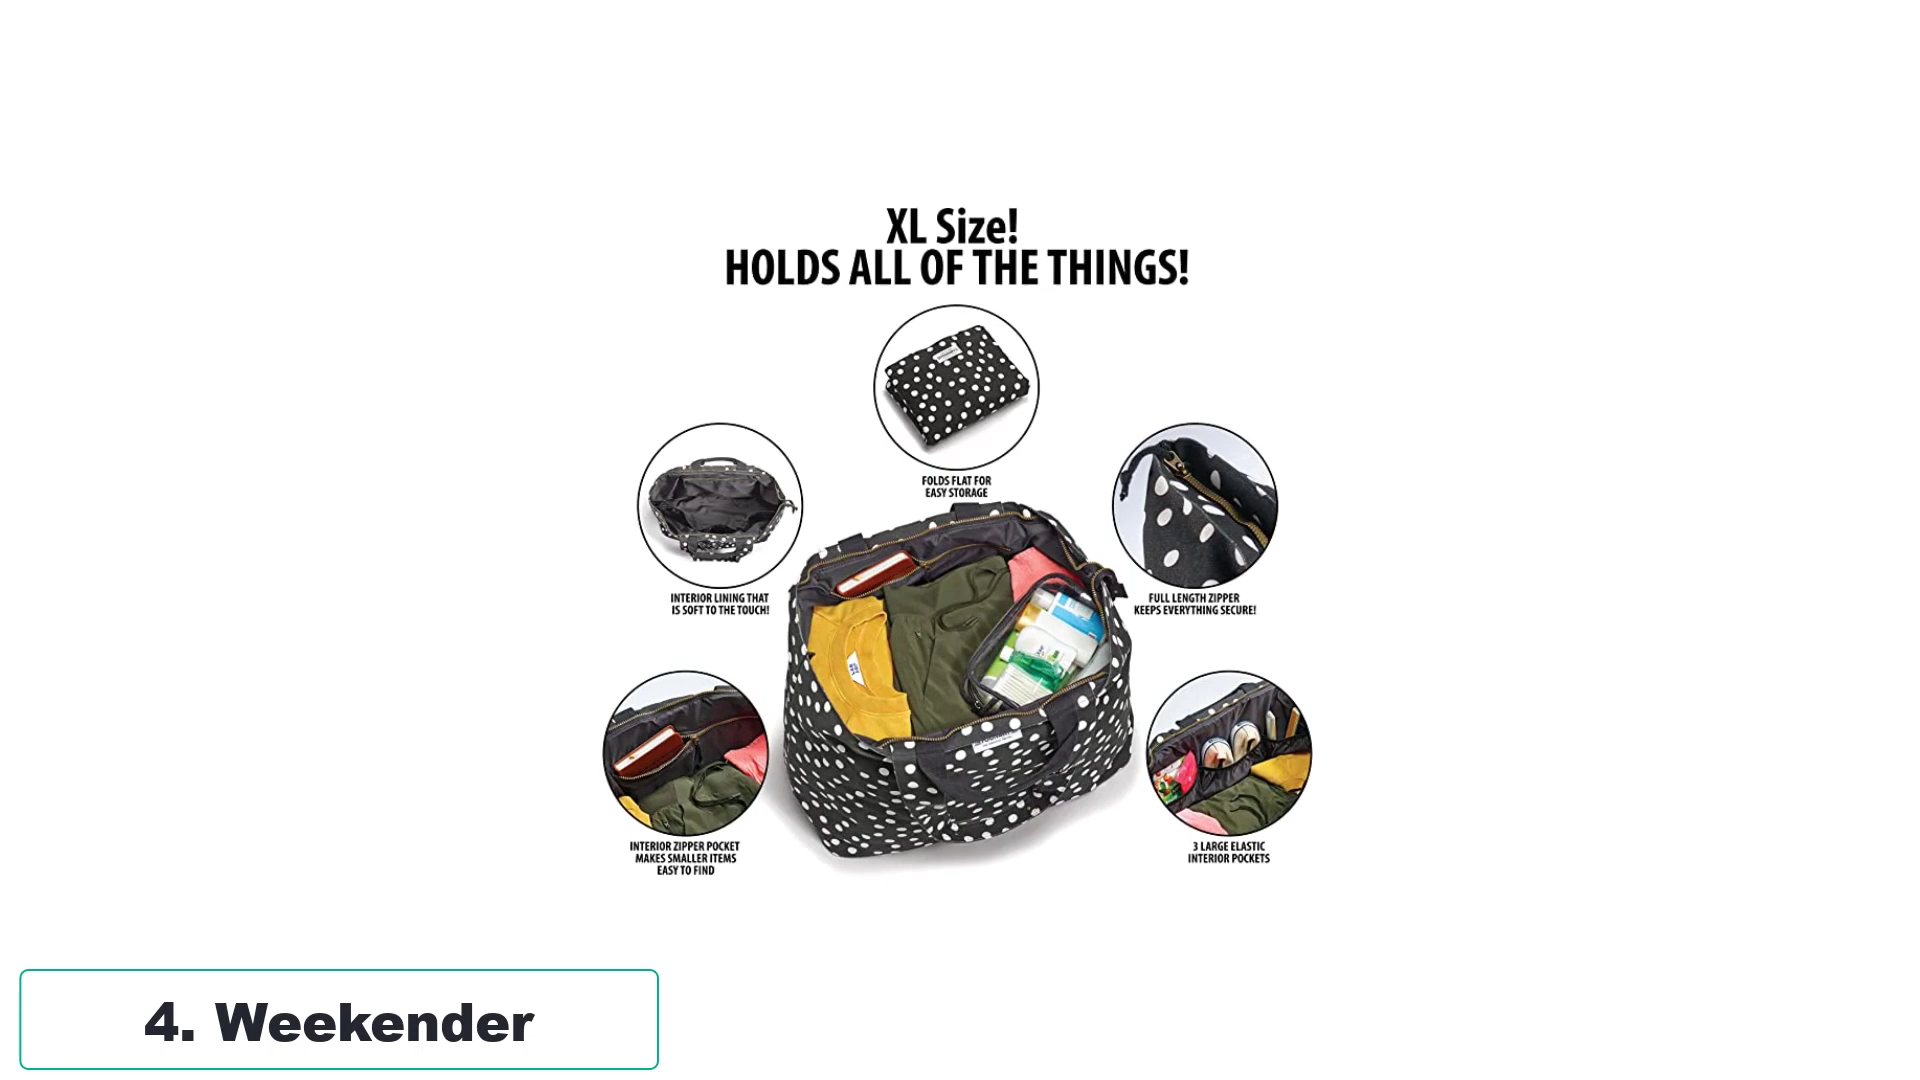 XL Size!
HOLDS ALL OF THE THINGS!
FOLDS FLAT FOR
EASY STORAGE
INTERIOR LINING THAT
IS SOFT TO THE TOUCH!
FULL LENGTH ZIPPER
KEEPS EVERYTHING SECURE!
INTERIOR ZIPPER POCKET
MAKES SMALLER ITEMS
EASY TO FIND
3 LARGE ELASTIC
INTERIOR POCKETS
4. Weekender